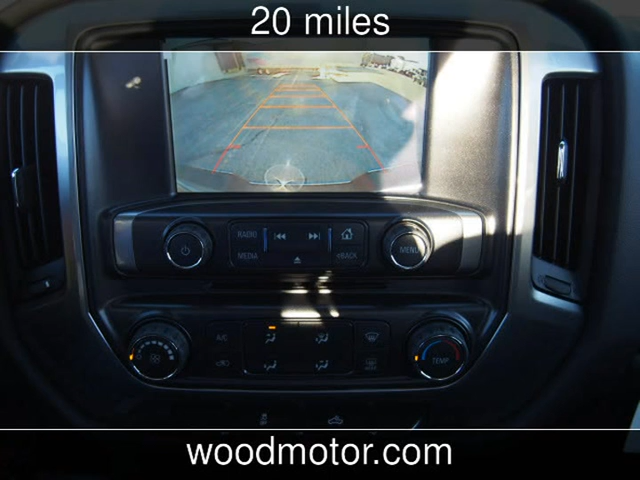 20 miles
RADIO
MEDIA
<BACK
MENU
A/C
TEMP
woodmotor.com